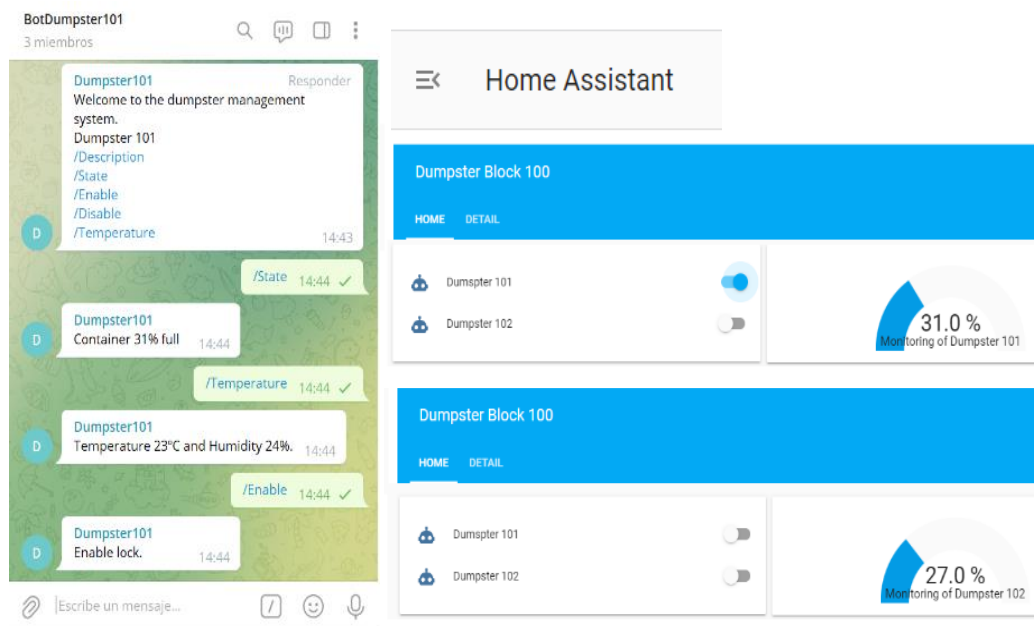 BotDumpster101
3 miembros
Dumpster101 Responder
Welcome to the dumpster management
system.
Dumpster 101
/Description
/State
/Enable
/Disable
/Temperature
D
14:43
/State 14:44
Dumpster101
D
Container 31% full 14:44
/Temperature 14:44
Dumpster101
D
Temperature 23°C and Humidity 24%. 14:44
/Enable 14:44
Dumpster101
D
Enable lock. 14:44
Escribe un mensaje...
Home Assistant
Dumpster Block 100
HOME DETAIL
Dumspter 101
Dumpster 102
31.0 %
Monitoring of Dumpster 101
Dumpster Block 100
HOME DETAIL
Dumspter 101
Dumpster 102
27.0 %
Monitoring of Dumpster 102